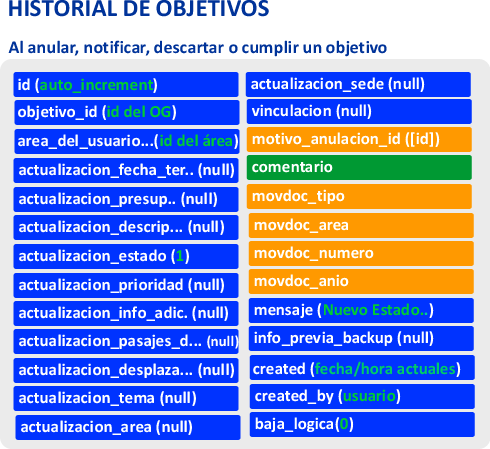 HISTORIAL DE OBJETIVOS
Al anular, notificar, descartar o cumplir un objetivo
id (auto_increment)
objetivo_id (id del OG)
area_del_usuario...(id del área)
actualizacion_fecha_ter.. (null)
actualizacion_presup.. (null)
actualizacion_descrip... (null)
actualizacion_estado (1)
actualizacion_prioridad (null)
actualizacion_info_adic. (null)
actualizacion_pasajes_d... (null)
actualizacion_desplaza... (null)
actualizacion_tema (null)
actualizacion_area (null)
actualizacion_sede (null)
vinculacion (null)
motivo_anulacion_id ([id])
comentario
movdoc_tipo
movdoc_area
movdoc_numero
movdoc_anio
mensaje (Nuevo Estado..)
info_previa_backup (null)
created (fecha/hora actuales)
created_by (usuario)
baja_logica(0)